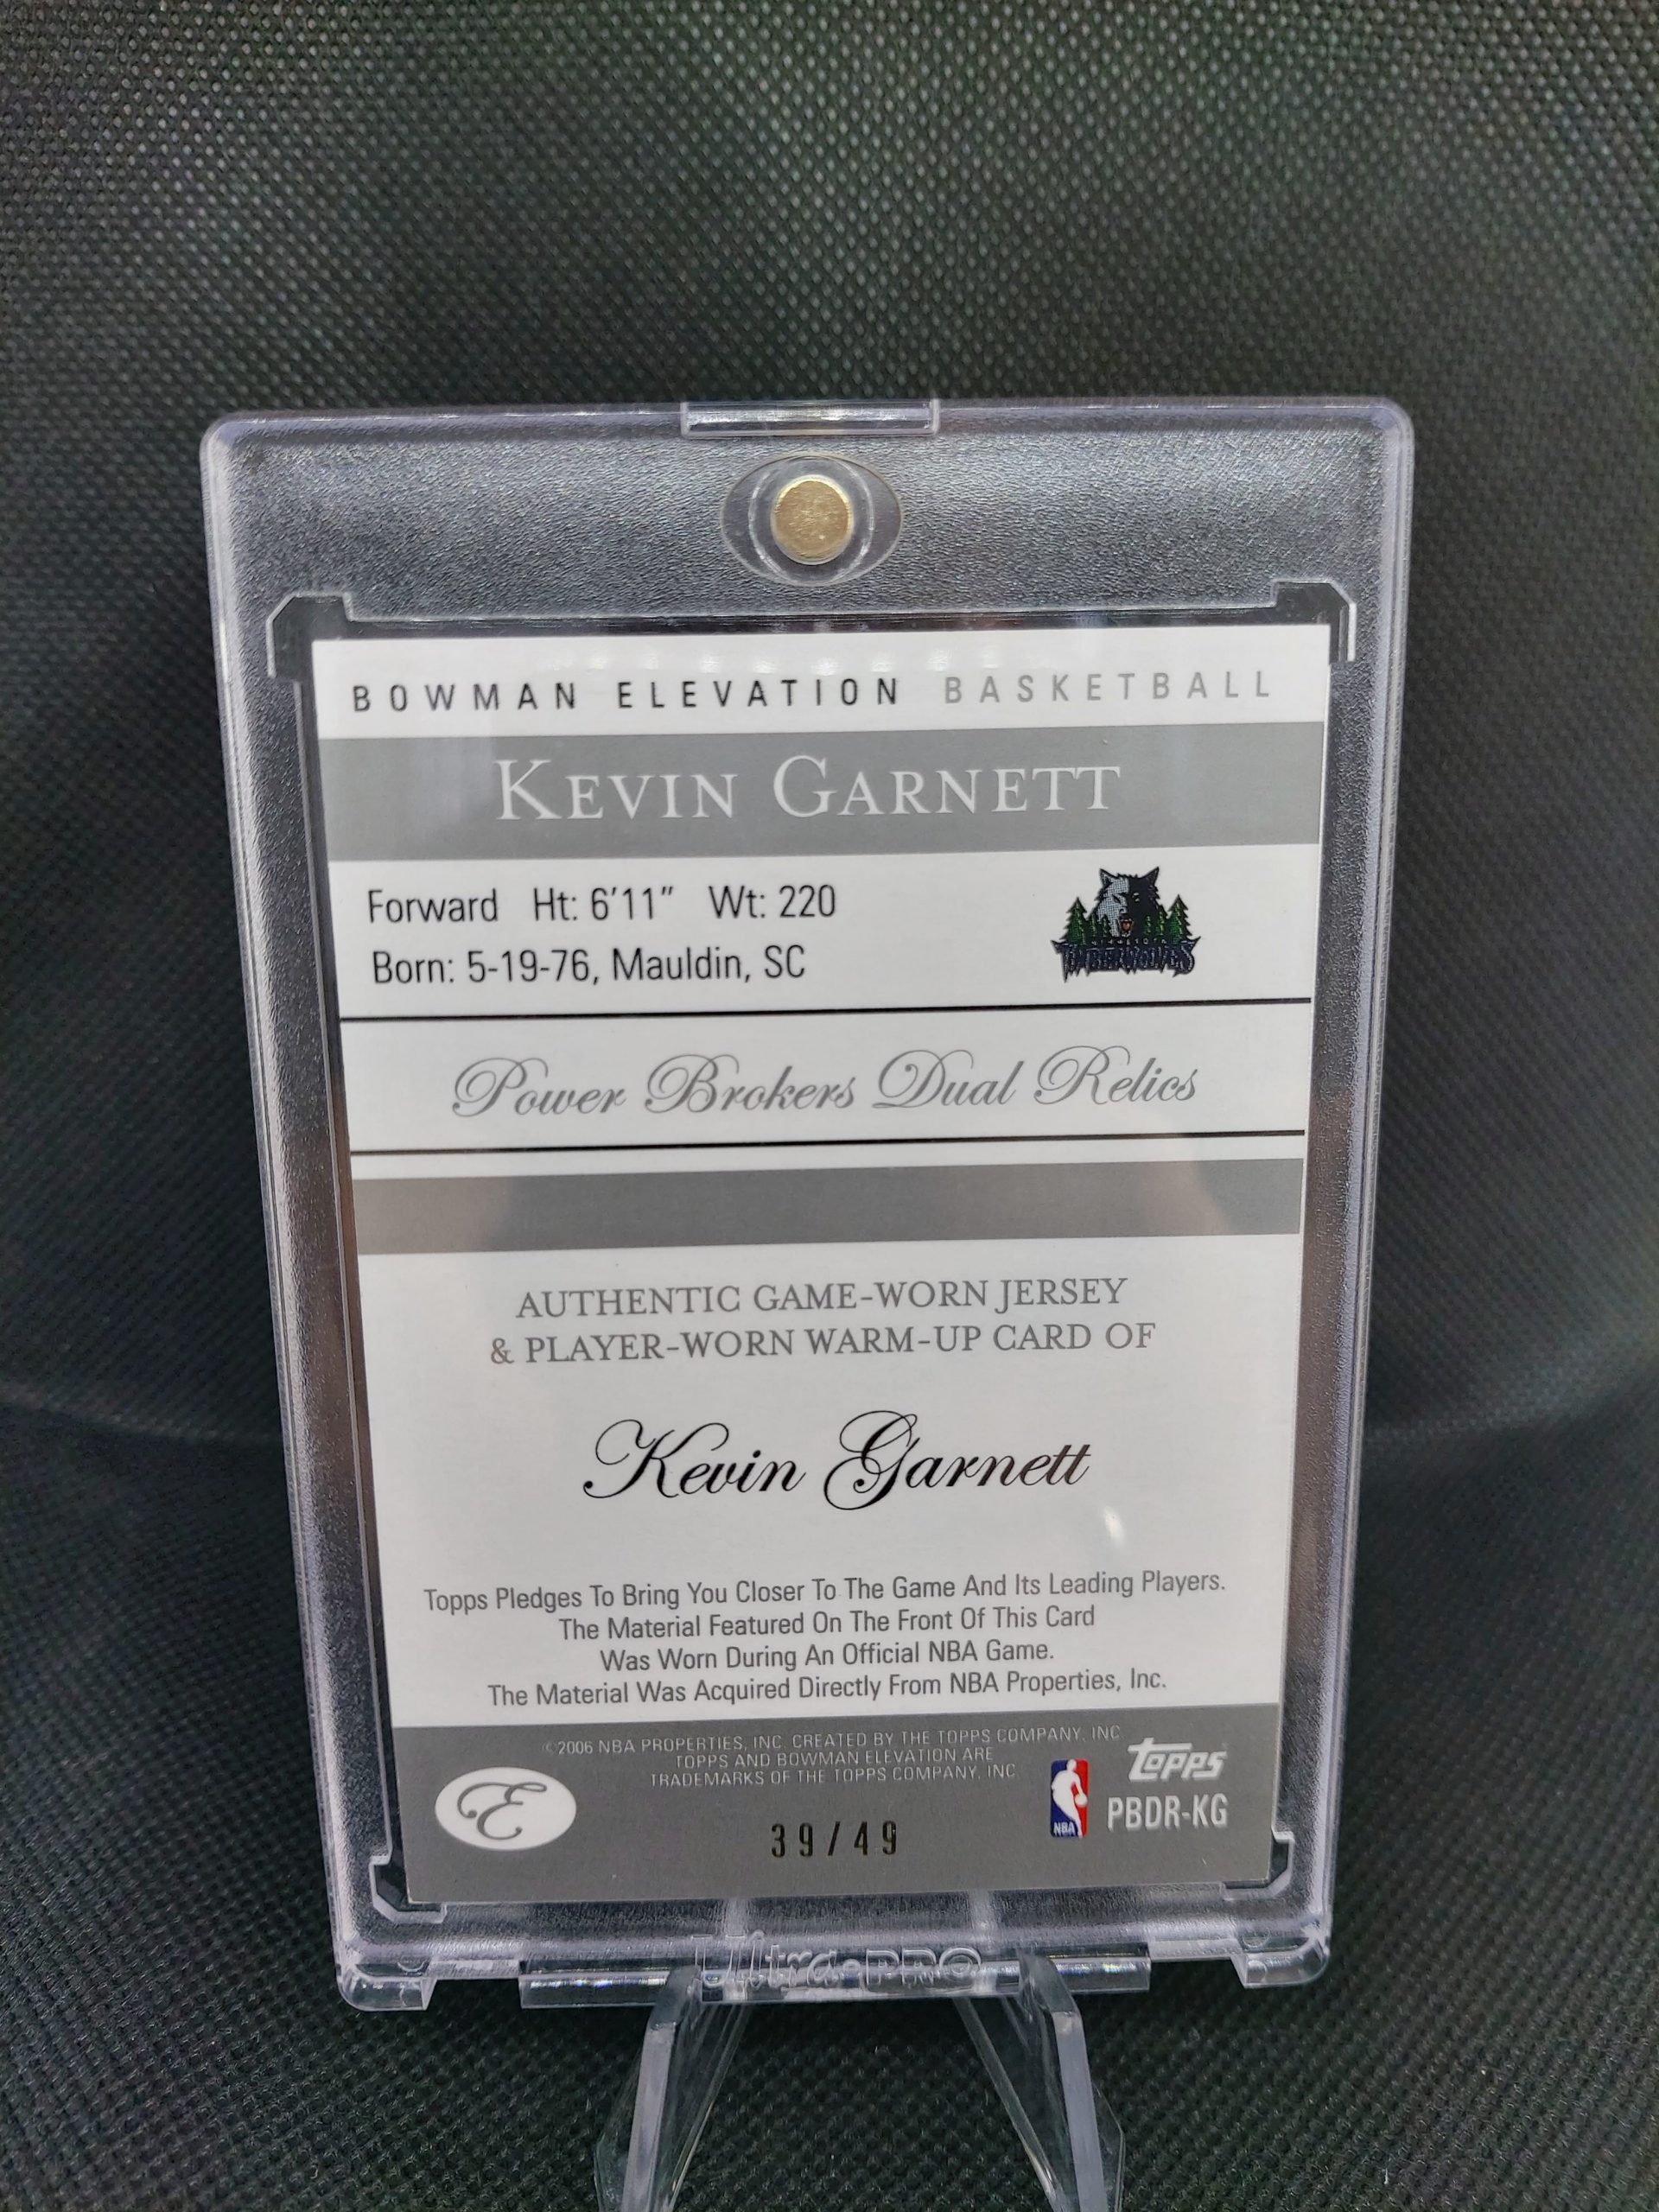 BOWMAN ELEVATION BASKETBALL
KEVIN GARNETT
Forward Ht: 6'11" Wt: 220
Born: 5-19-76, Mauldin, SC
MINNESOTA
TIMBERWOLVES
Power Brokers Dual Relics
AUTHENTIC GAME-WORN JERSEY
& PLAYER-WORN WARM-UP CARD OF
Kevin Garnett
Topps Pledges To Bring You Closer To The Game And Its Leading Players.
The Material Featured On The Front Of This Card
Was Worn During An Official NBA Game.
The Material Was Acquired Directly From NBA Properties, Inc.
©2006 NBA PROPERTIES, INC. CREATED BY THE TOPPS COMPANY, INC
TOPPS AND BOWMAN ELEVATION ARE
TRADEMARKS OF THE TOPPS COMPANY, INC
E
39/49
NBA
TOPPS
PBDR-KG
Ultra·PRO